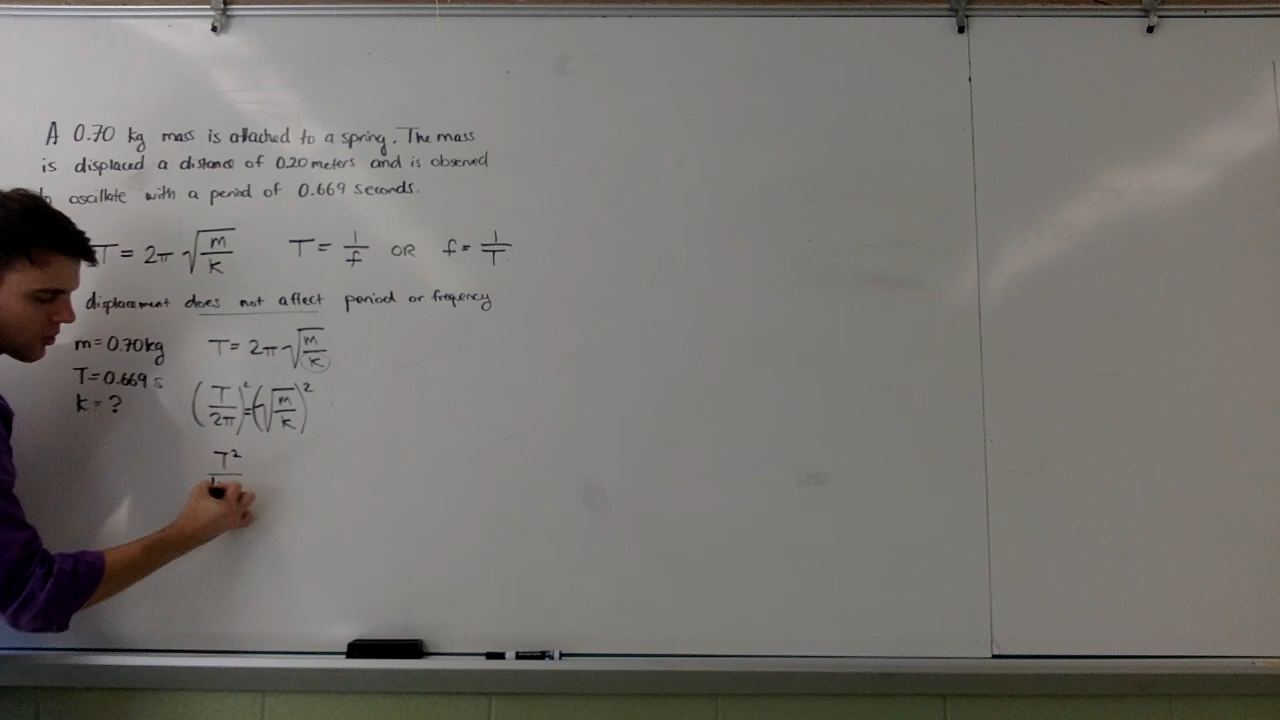 A 0.70 kg mass is attached to a spring. The mass
is displaced a distance of 0.20 meters and is observed
oscillate with a period of 0.669 seconds.
T = 2π √(m/k) T = 1/f OR f = 1/T
displacement does not affect period or frequency
m = 0.70 kg
T = 0.669 s
k = ?
T = 2π √(m/k)
(T/2π)² = (√(m/k))²
T²